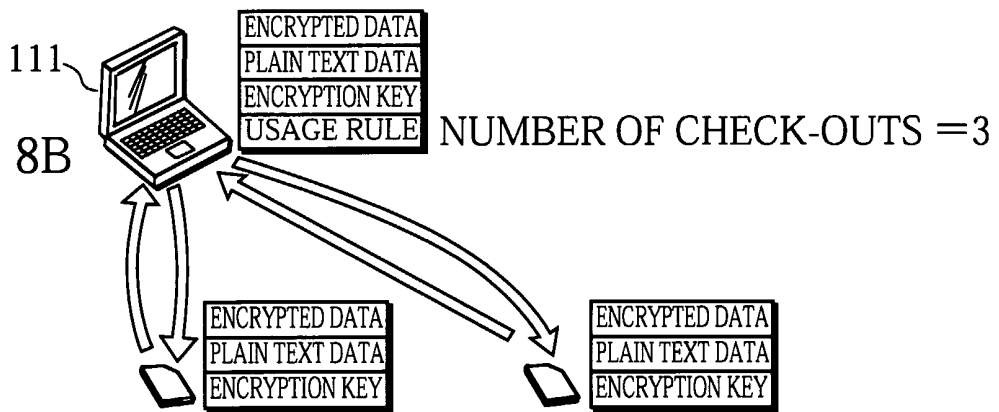 111
8B
ENCRYPTED DATA
PLAIN TEXT DATA
ENCRYPTION KEY
USAGE RULE
NUMBER OF CHECK-OUTS =3
ENCRYPTED DATA
PLAIN TEXT DATA
ENCRYPTION KEY
ENCRYPTED DATA
PLAIN TEXT DATA
ENCRYPTION KEY